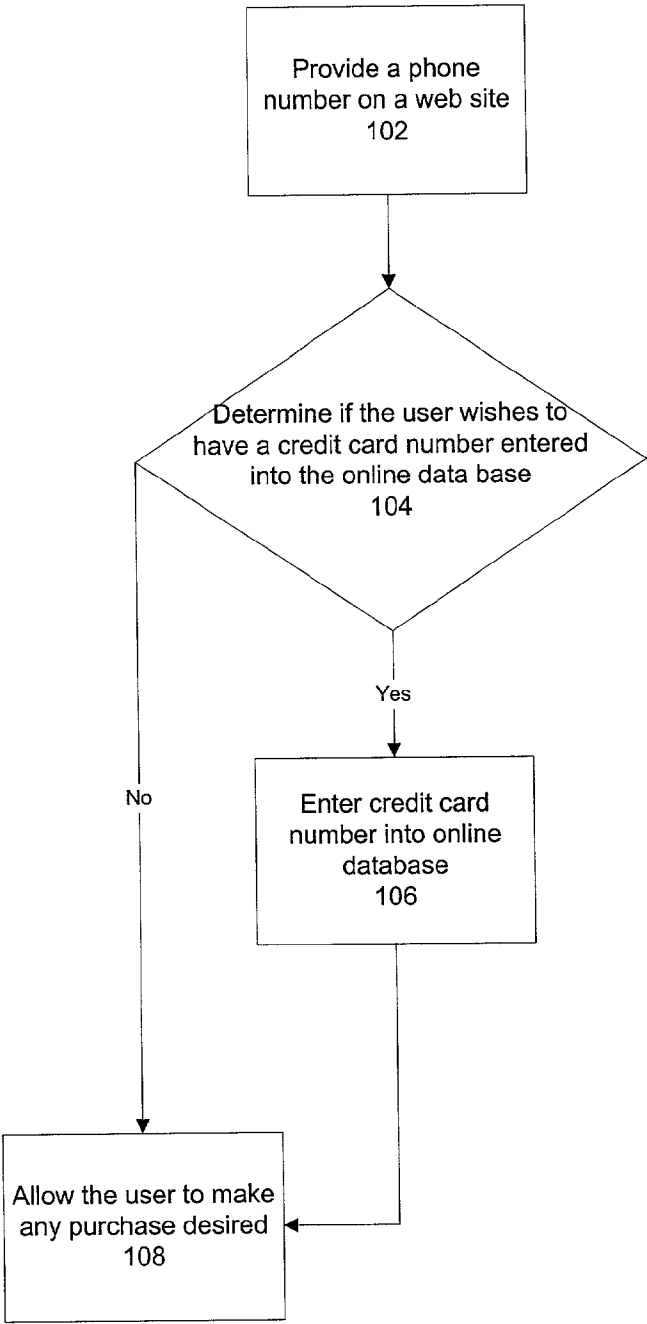 Provide a phone
number on a web site
102
Determine if the user wishes to
have a credit card number entered
into the online data base
104
Yes
No
Enter credit card
number into online
database
106
Allow the user to make
any purchase desired
108